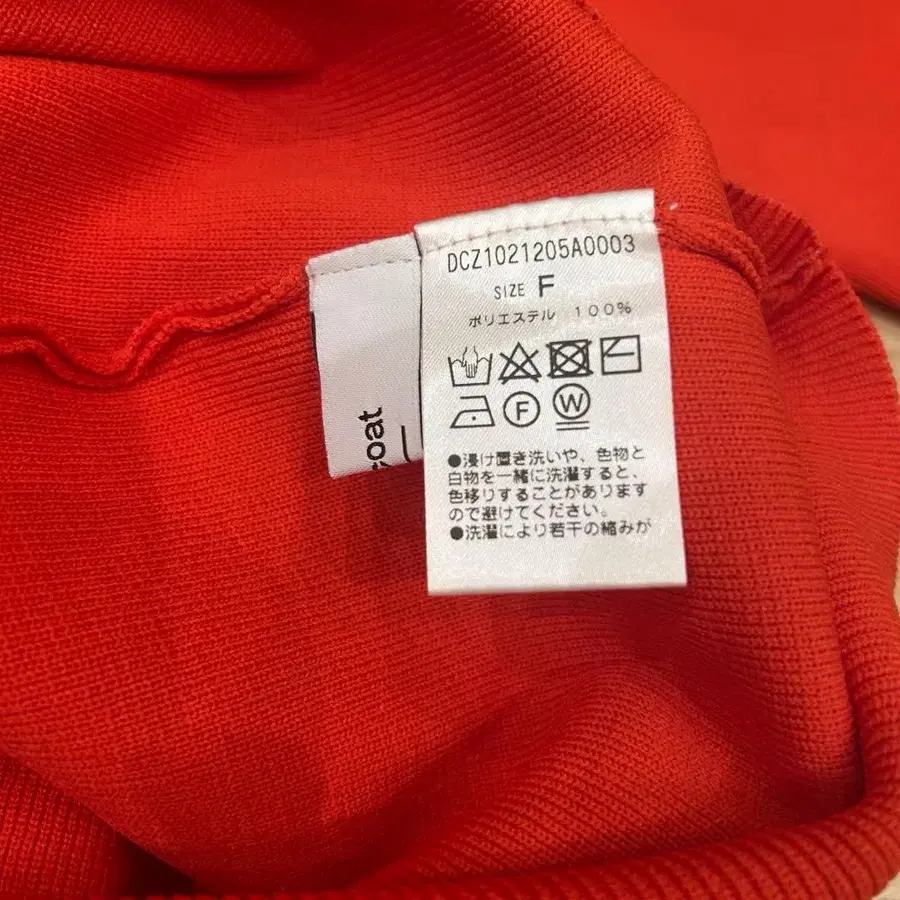 DCZ1021205A0003
SIZE F
ポリエステル 100%
F W
●浸け置き洗いや、色物と
白物を一緒に洗濯すると、
色移りすることがあります
ので避けてください。
●洗濯により若干の縮みが
coat